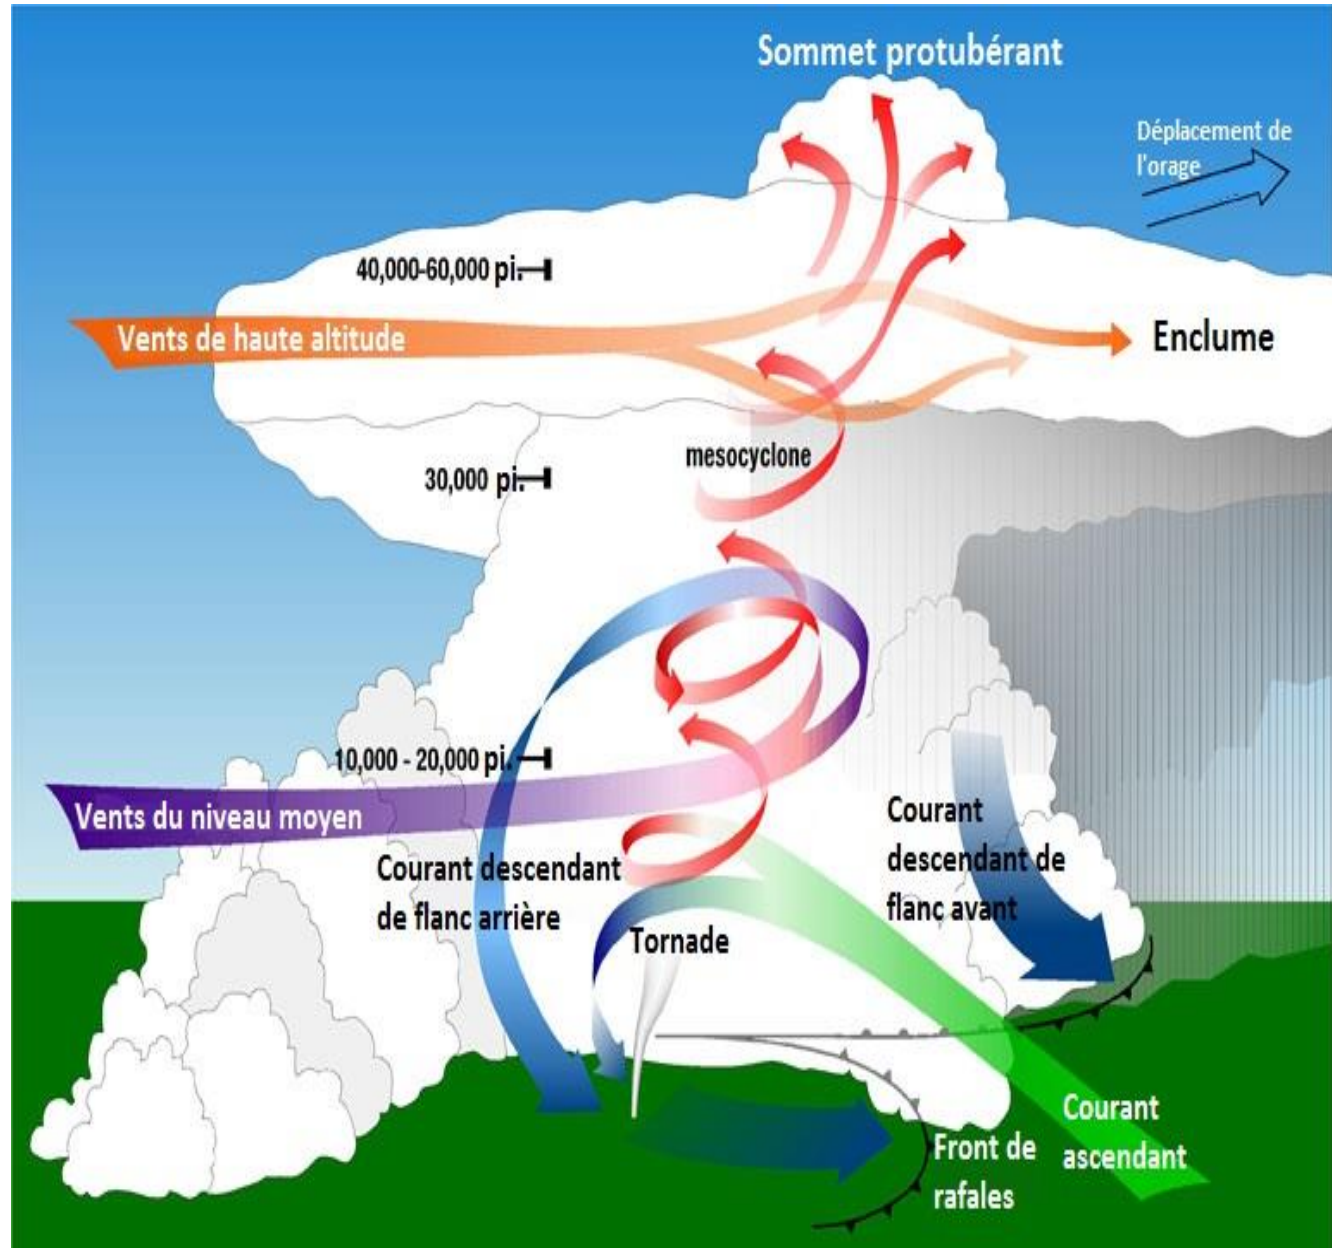 Sommet protubérant
Déplacement de
l'orage
40,000-60,000 pi.
Vents de haute altitude
Enclume
mesocyclone
30,000 pi.
10,000 - 20,000 pi.
Vents du niveau moyen
Courant
descendant de
flanc avant
Courant descendant
de flanc arrière
Tornade
Courant
ascendant
Front de
rafales